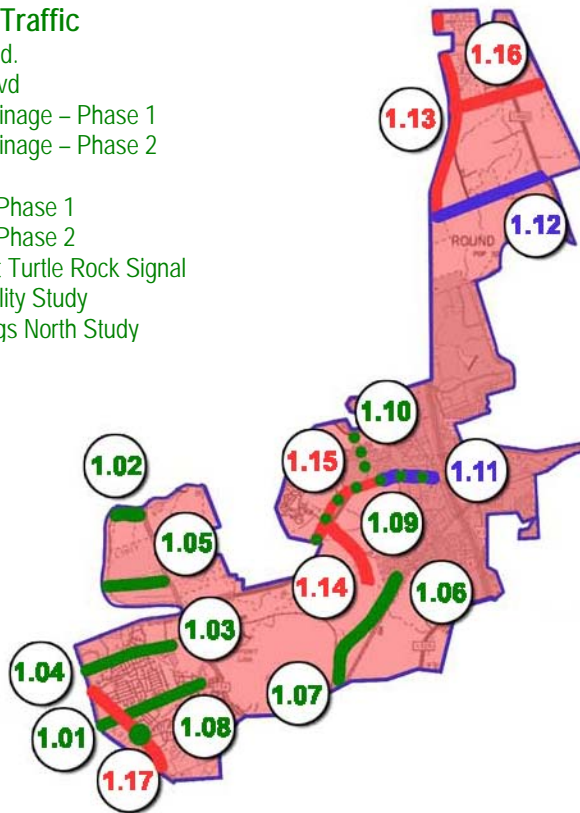 Traffic
d.
vd
inage – Phase 1
inage – Phase 2
Phase 1
Phase 2
t Turtle Rock Signal
lity Study
gs North Study
1.16
1.13
1.12
ROUND
1.10
1.02
1.15
1.11
1.05
1.09
1.14
1.06
1.03
1.04
1.07
1.01
1.08
1.17